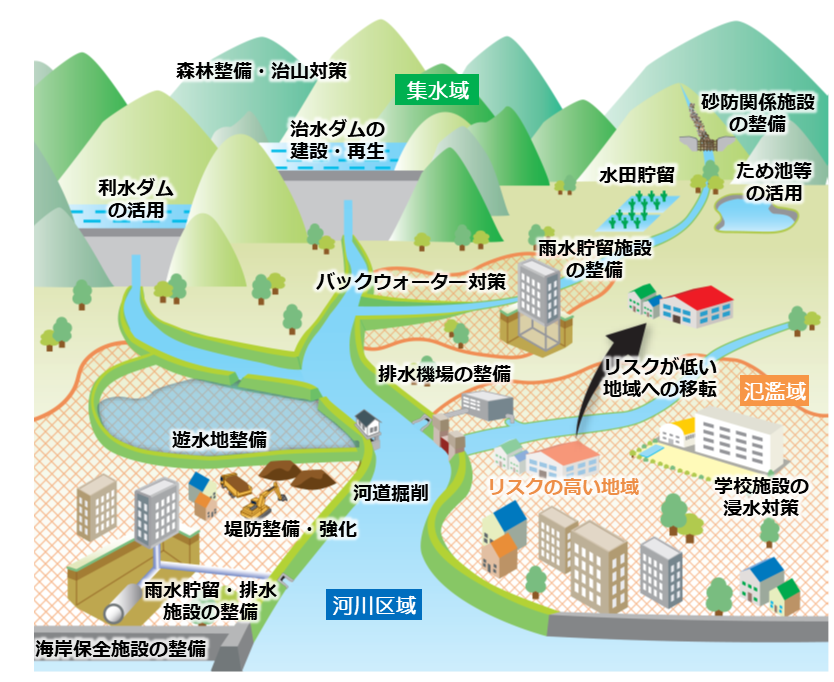 森林整備・治山対策
集水域
砂防関係施設
の整備
治水ダムの
建設・再生
利水ダム
の活用
水田貯留
ため池等
の活用
雨水貯留施設
の整備
バックウォーター対策
リスクが低い
地域への移転
排水機場の整備
氾濫域
遊水地整備
リスクの高い地域
学校施設の
浸水対策
河道掘削
堤防整備・強化
雨水貯留・排水
施設の整備
河川区域
海岸保全施設の整備